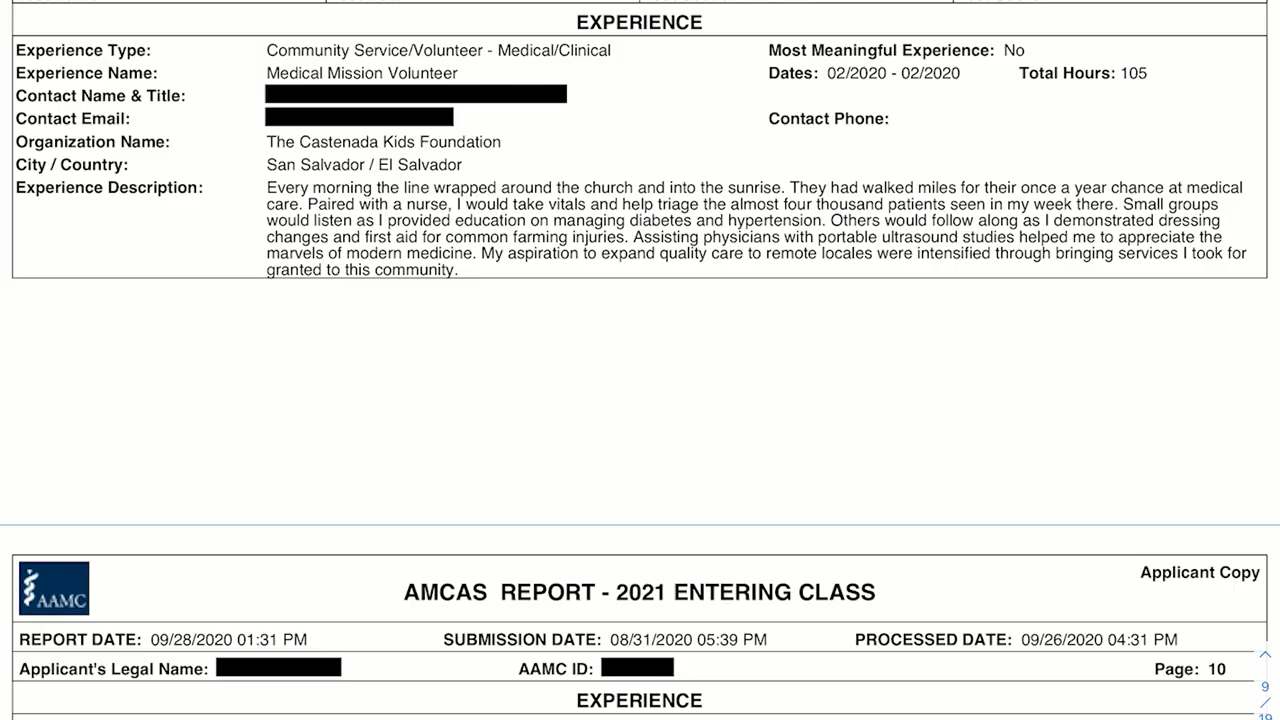 EXPERIENCE
Experience Type: Community Service/Volunteer - Medical/Clinical Most Meaningful Experience: No
Experience Name: Medical Mission Volunteer Dates: 02/2020 - 02/2020 Total Hours: 105
Contact Name & Title:
Contact Email: Contact Phone:
Organization Name: The Castenada Kids Foundation
City / Country: San Salvador / El Salvador
Experience Description: Every morning the line wrapped around the church and into the sunrise. They had walked miles for their once a year chance at medical
care. Paired with a nurse, I would take vitals and help triage the almost four thousand patients seen in my week there. Small groups
would listen as I provided education on managing diabetes and hypertension. Others would follow along as I demonstrated dressing
changes and first aid for common farming injuries. Assisting physicians with portable ultrasound studies helped me to appreciate the
marvels of modern medicine. My aspiration to expand quality care to remote locales were intensified through bringing services I took for
granted to this community.
Applicant Copy
AAMC
AMCAS REPORT - 2021 ENTERING CLASS
REPORT DATE: 09/28/2020 01:31 PM SUBMISSION DATE: 08/31/2020 05:39 PM PROCESSED DATE: 09/26/2020 04:31 PM
Applicant's Legal Name: AAMC ID: Page: 10
9
/
EXPERIENCE
19